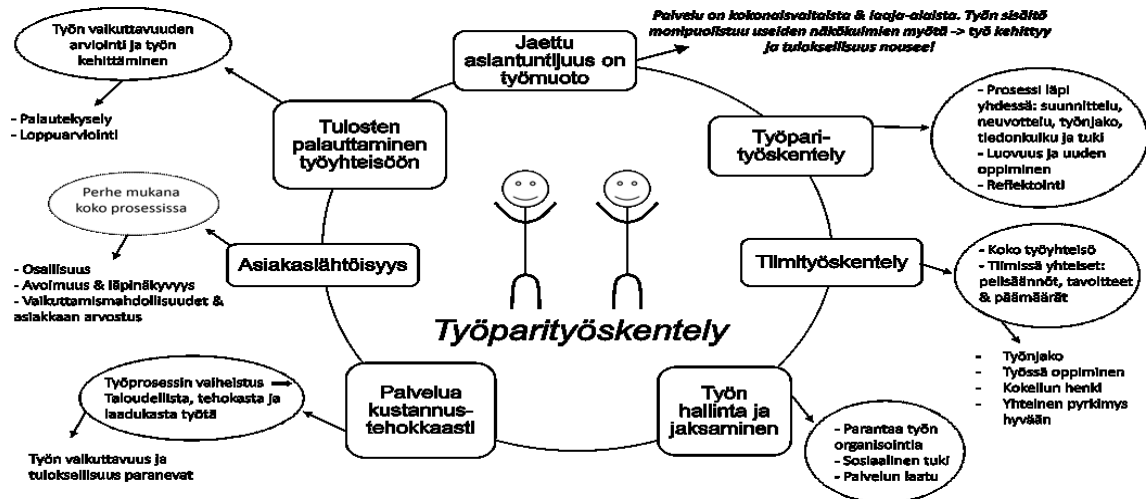 Työn vaikuttavuuden
arviointi ja työn
kehittäminen
- Palautekysely
- Loppuarviointi
Jaettu
asiantuntijuus on
työmuoto
Palvelu on kokonaisvaltaista & laaja-alaista. Työn sisältö
monipuolistuu useiden näkökulmien myötä -> työ kehittyy
ja tuloksellisuus nousee!
Tulosten
palauttaminen
työyhteisöön
Työpari-
työskentely
- Prosessi läpi
yhdessä: suunnittelu,
neuvottelu, työnjako,
tiedonkulku ja tuki
- Luovuus ja uuden
oppiminen
- Reflektointi
Perhe mukana
koko prosessissa
Asiakaslähtöisyys
- Osallisuus
- Avoimuus & läpinäkyvyys
- Vaikuttamismahdollisuudet &
asiakkaan arvostus
Tiimityöskentely
- Koko työyhteisö
- Tiimissä yhteiset:
pelisäännöt, tavoitteet
& päämäärät
- Työnjako
- Työssä oppiminen
- Kokeilun henki
- Yhteinen pyrkimys
hyvään
Työparityöskentely
Työprosessin vaiheistus
Taloudellista, tehokasta ja
laadukasta työtä
Työn vaikuttavuus ja
tuloksellisuus paranevat
Palvelua
kustannus-
tehokkaasti
Työn
hallinta ja
jaksaminen
- Parantaa työn
organisointia
- Sosiaalinen tuki
- Palvelun laatu